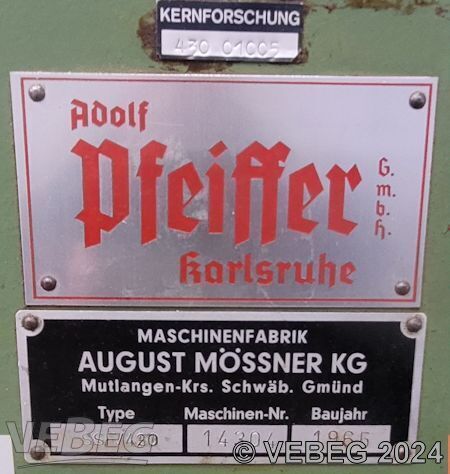 KERNFORSCHUNG
430 01005
Adolf
Pfeiffer
G.m.b.H.
Karlsruhe
MASCHINENFABRIK
AUGUST MÖSSNER KG
Mutlangen-Krs. Schwäb. Gmünd
Type Maschinen-Nr. Baujahr
1965
VEBEG
© VEBEG 2024